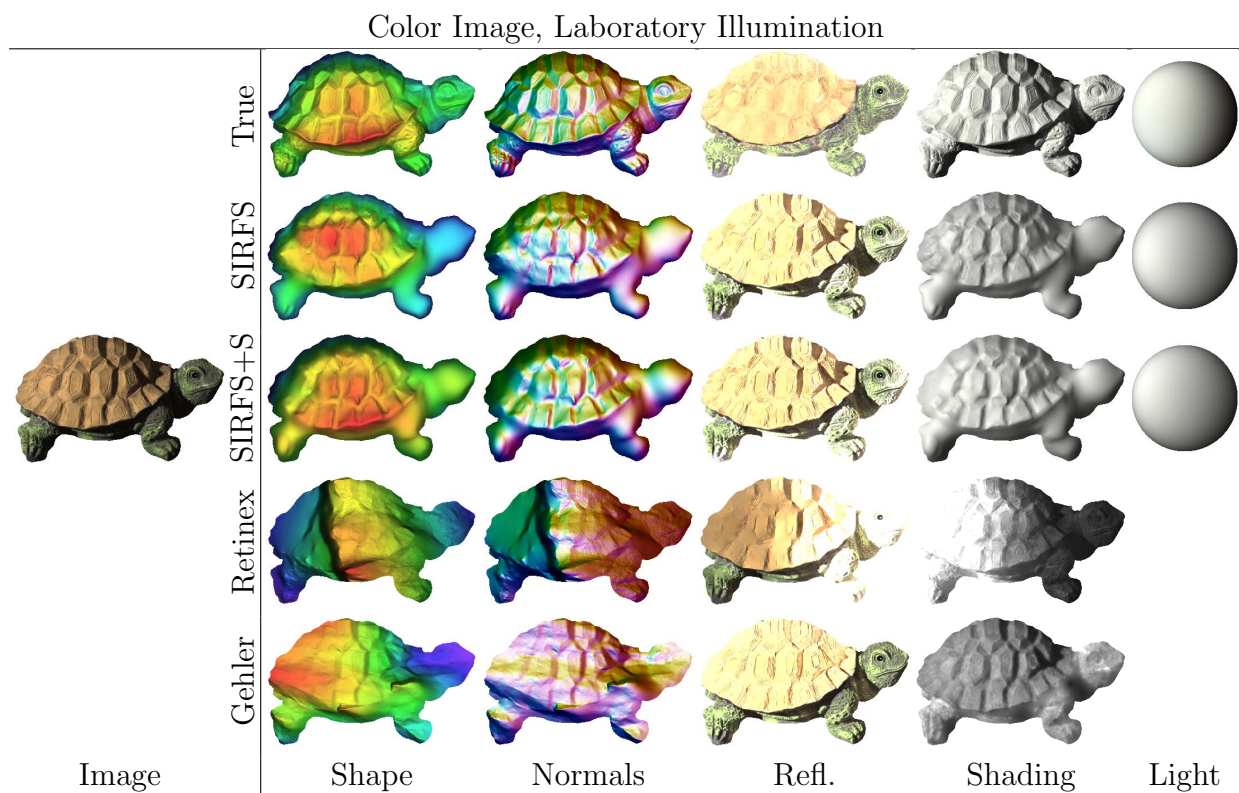 Color Image, Laboratory Illumination
True
SIRFS
SIRFS+S
Retinex
Gehler
Image Shape Normals Refl. Shading Light